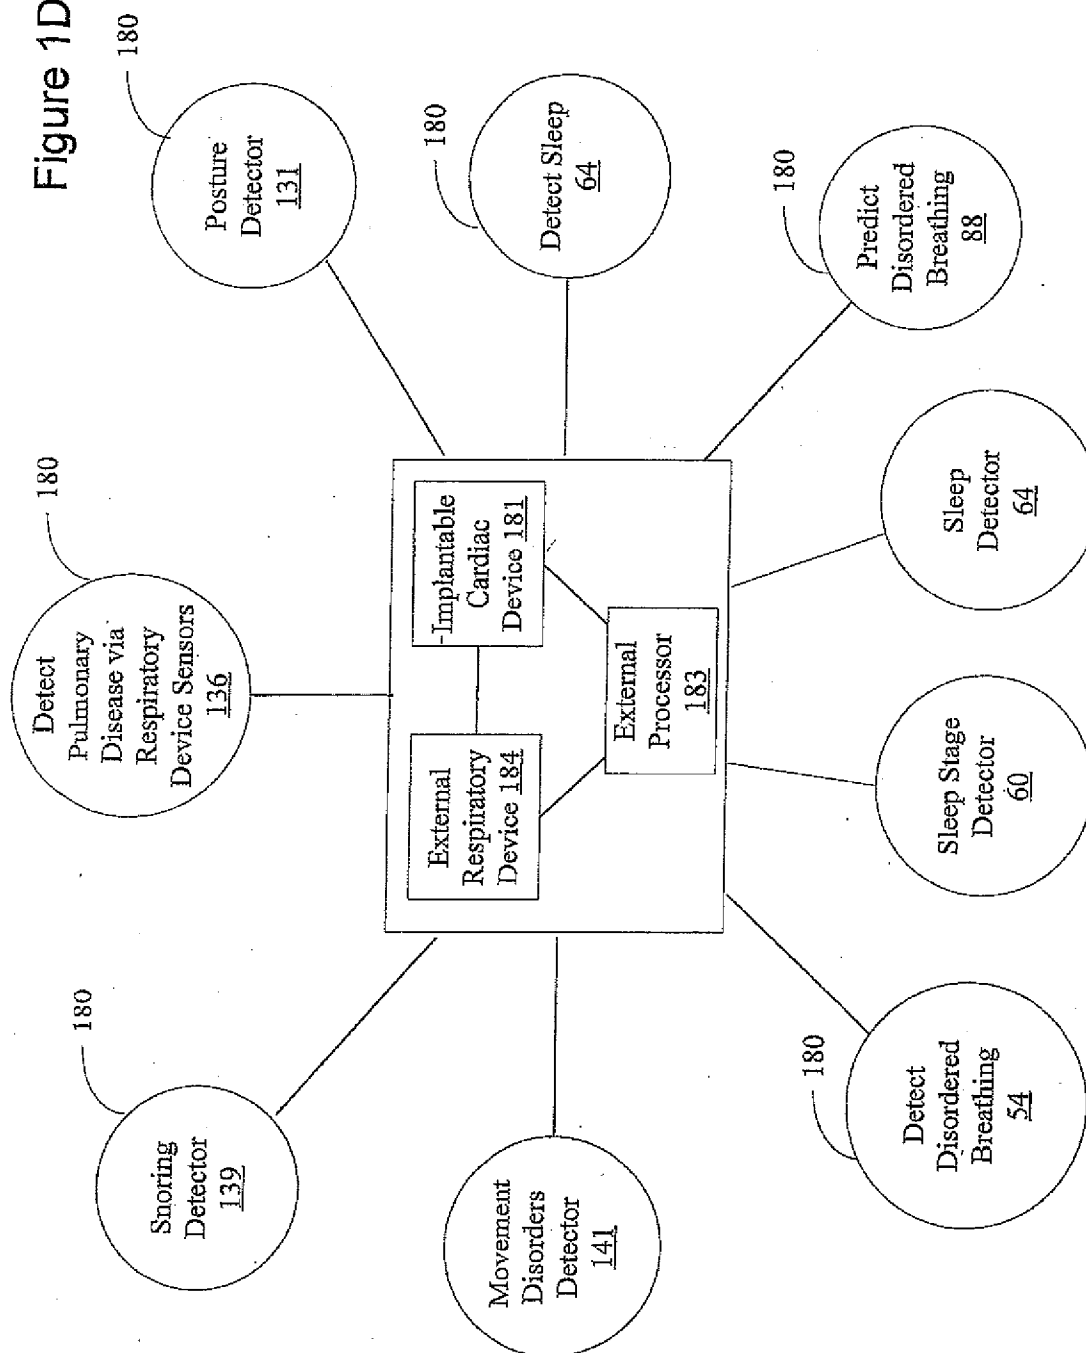 Figure 1D
180
Snoring
Detector
139
180
Detect
Pulmonary
Disease via
Respiratory
Device Sensors
136
180
Posture
Detector
131
Movement
Disorders
Detector
141
External
Respiratory
Device 184
Implantable
Cardiac
Device 181
External
Processor
183
180
Detect Sleep
64
180
Detect
Disordered
Breathing
54
Sleep Stage
Detector
60
Sleep
Detector
64
180
Predict
Disordered
Breathing
88